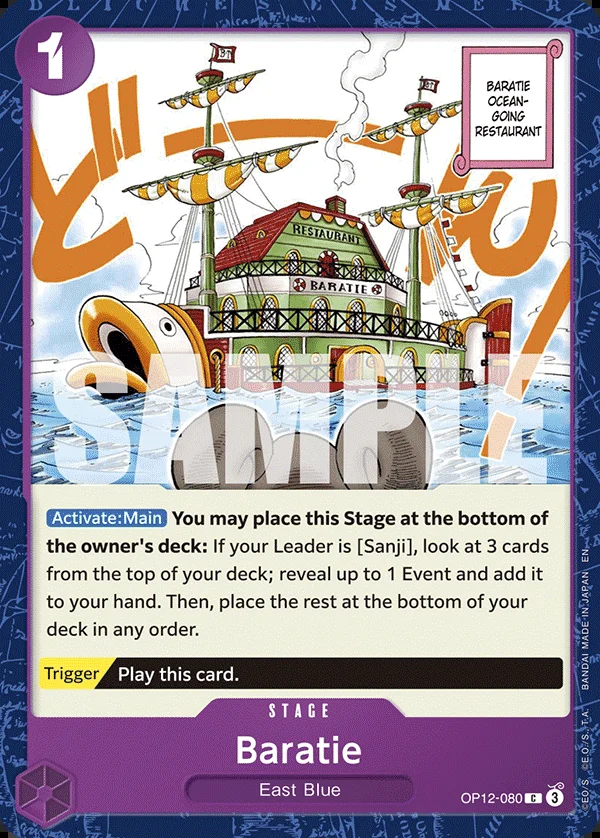 1
BARATIE
OCEAN-
GOING
RESTAURANT
どーん!
RESTAURANT
BARATIE
SAMPLE
Activate:Main You may place this Stage at the bottom of
the owner's deck: If your Leader is [Sanji], look at 3 cards
from the top of your deck; reveal up to 1 Event and add it
to your hand. Then, place the rest at the bottom of your
deck in any order.
Trigger Play this card.
STAGE
Baratie
East Blue
OP12-080 C 3
©E.O/S. ©E.O./S.,T.A. BANDAI MADE IN JAPAN EN